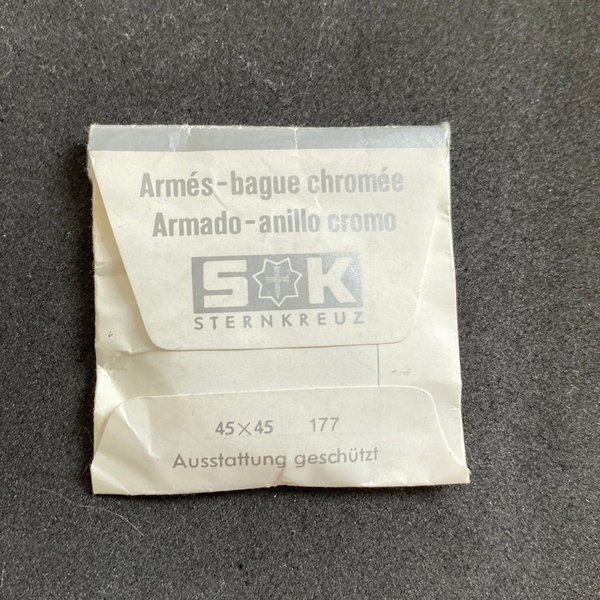 Armés-bague chromée
Armado-anillo cromo
S K
STERNKREUZ
45×45 177
Ausstattung geschützt